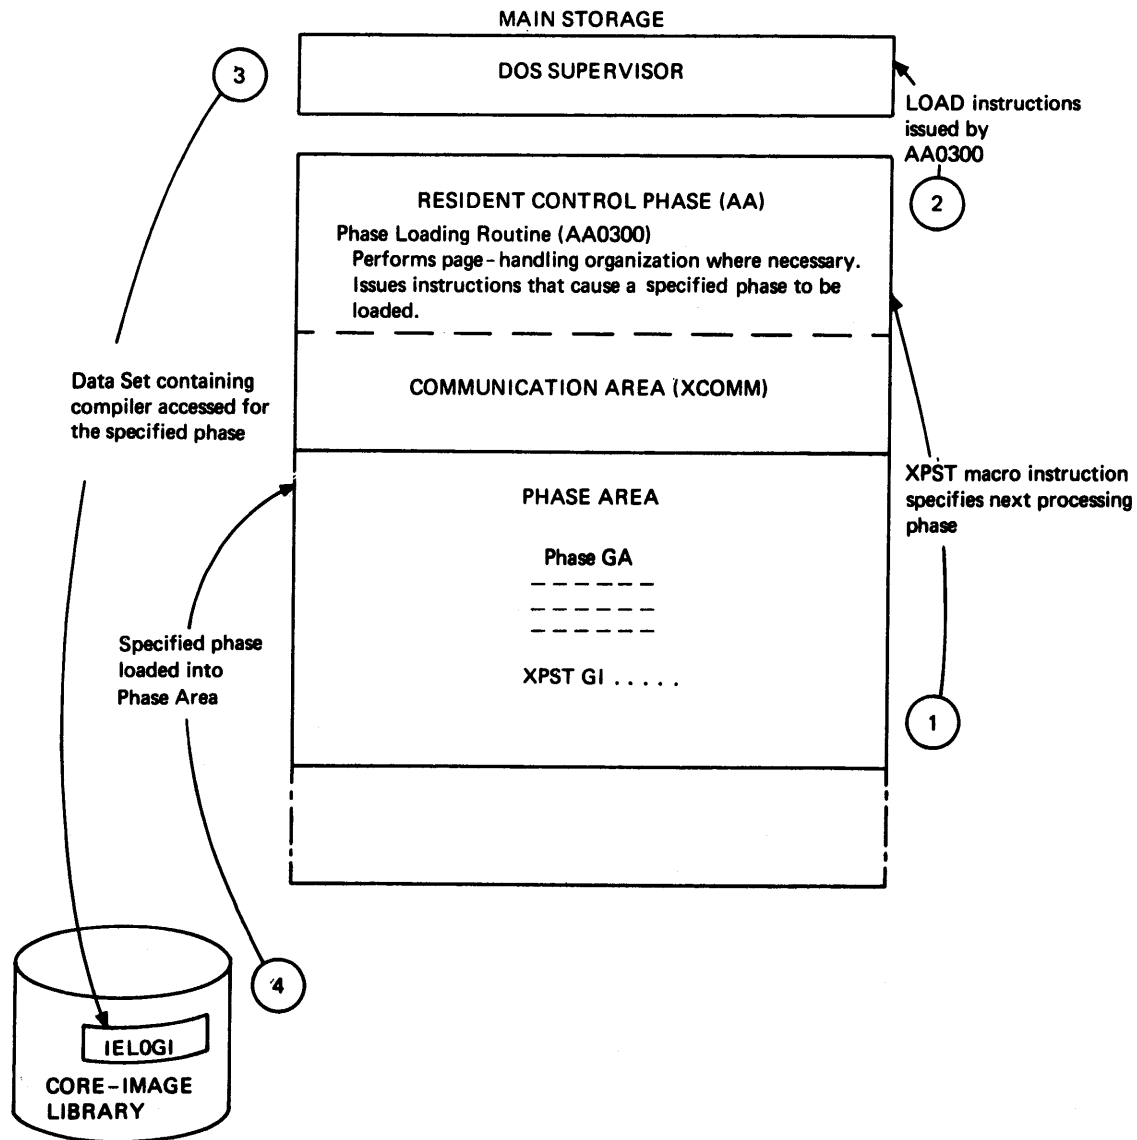 MAIN STORAGE
3
DOS SUPERVISOR
LOAD instructions
issued by
AA0300
2
RESIDENT CONTROL PHASE (AA)
Phase Loading Routine (AA0300)
Performs page-handling organization where necessary.
Issues instructions that cause a specified phase to be
loaded.
Data Set containing
compiler accessed for
the specified phase
COMMUNICATION AREA (XCOMM)
XPST macro instruction
specifies next processing
phase
PHASE AREA
Phase GA
Specified phase
loaded into
Phase Area
XPST GI . . . . .
1
4
IEL0GI
CORE-IMAGE
LIBRARY